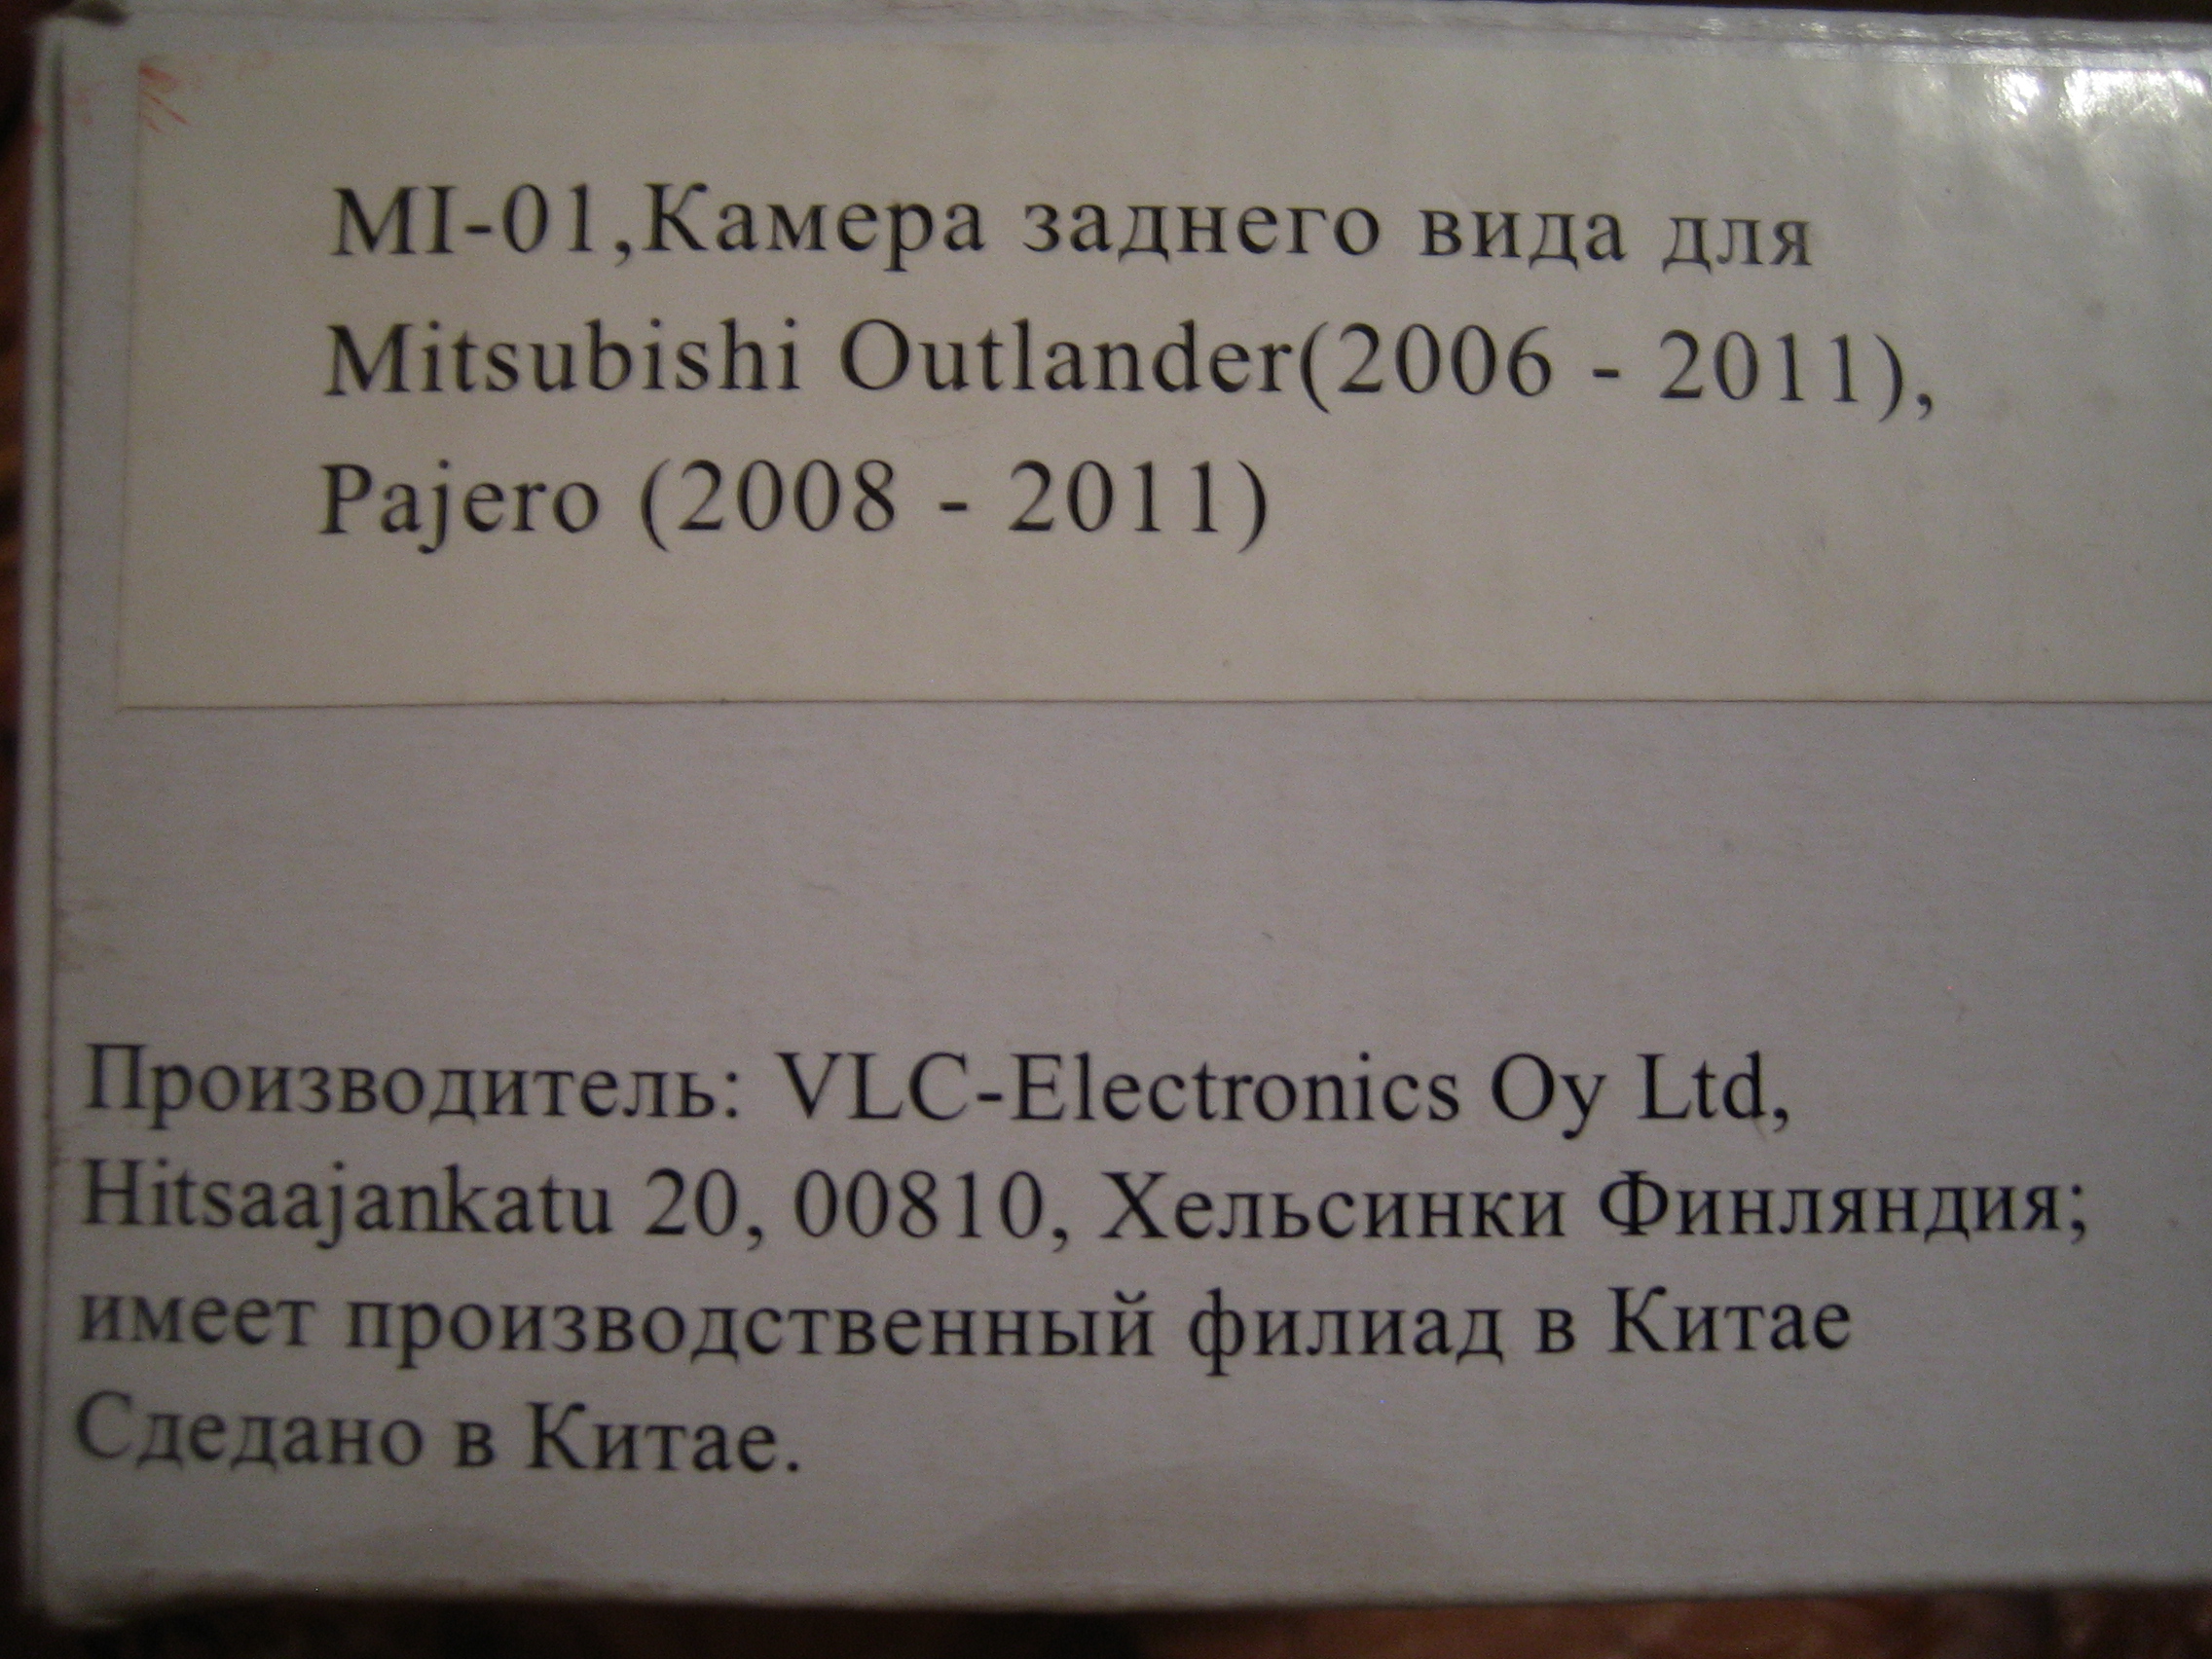 MI-01,Камера заднего вида для
Mitsubishi Outlander(2006 - 2011),
Pajero (2008 - 2011)
Производитель: VLC-Electronics Oy Ltd,
Hitsaajankatu 20, 00810, Хельсинки Финляндия;
имеет производственный филиад в Китае
Сдедано в Китае.